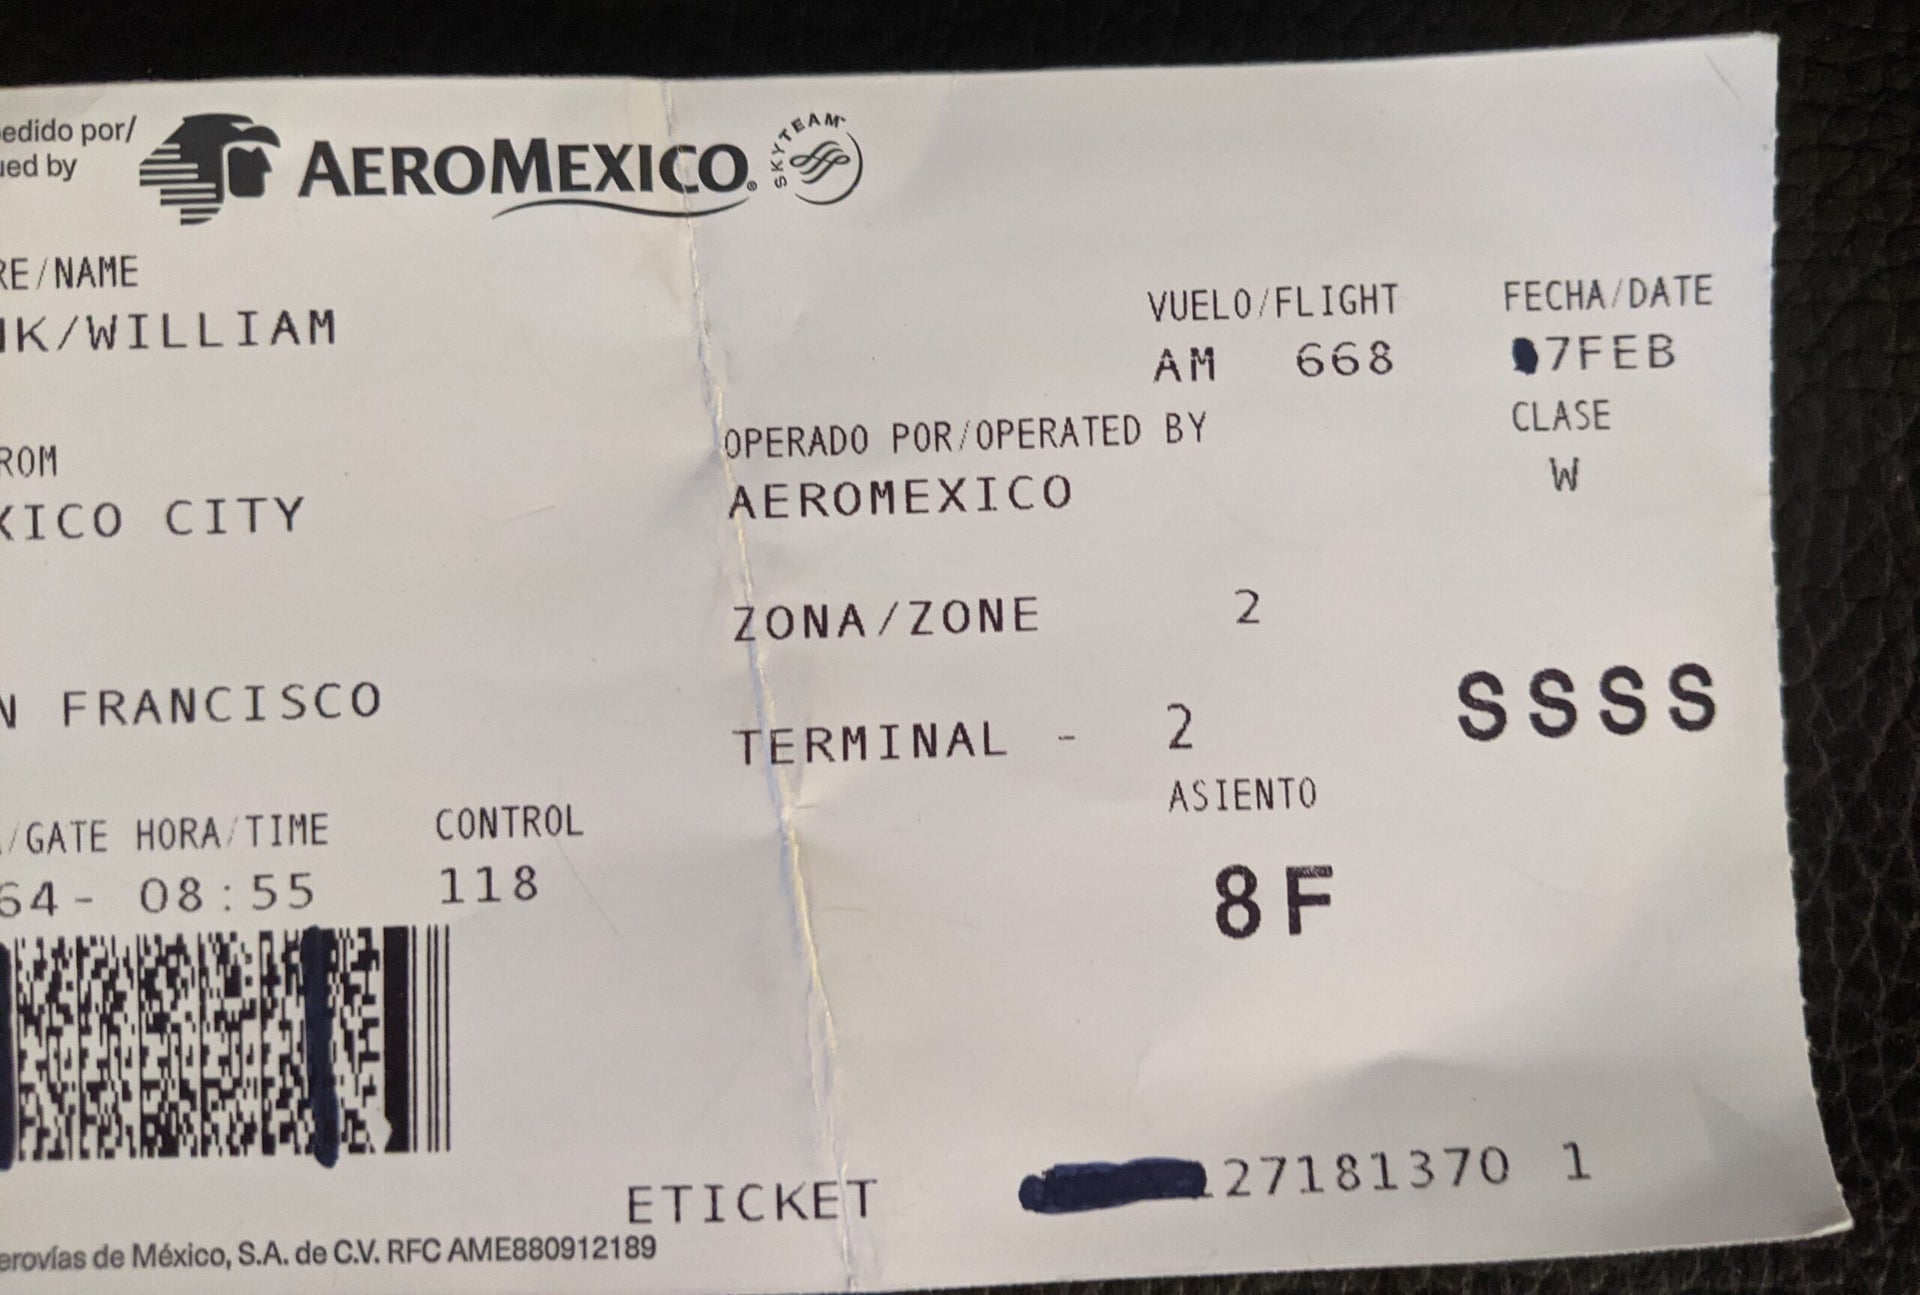 edido por/
ued by
AEROMEXICO.
SKYTEAM
RE/NAME
NK/WILLIAM
VUELO/FLIGHT FECHA/DATE
AM 668 7FEB
ROM
OPERADO POR/OPERATED BY CLASE
XICO CITY
AEROMEXICO W
ZONA/ZONE 2
N FRANCISCO
TERMINAL - 2 SSSS
ASIENTO
/GATE HORA/TIME CONTROL
64- 08:55 118
8F
ETICKET 127181370 1
erovías de México, S.A. de C.V. RFC AME880912189